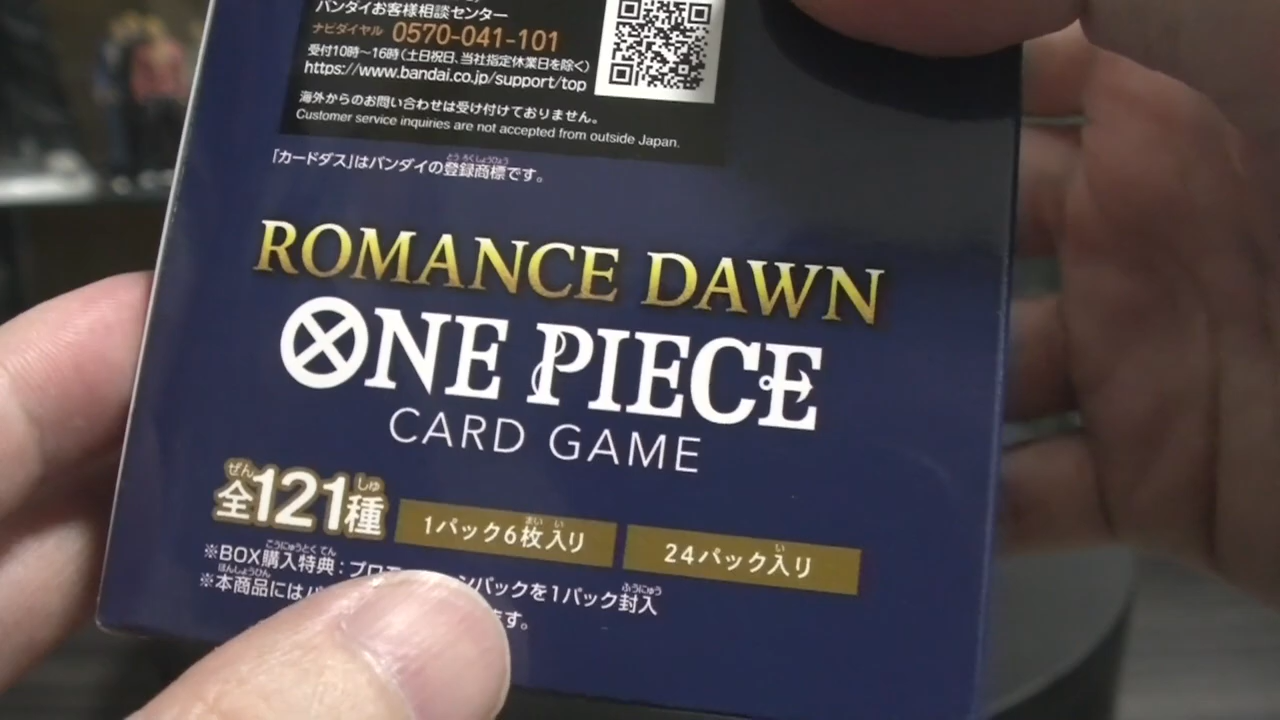 バンダイお客様相談センター
ナビダイヤル 0570-041-101
受付10時～16時(土日祝日、当社指定休業日を除く)
https://www.bandai.co.jp/support/top
海外からのお問い合わせは受け付けておりません。
Customer service inquiries are not accepted from outside Japan.
「カードダス」はバンダイの登録商標です。
ROMANCE DAWN
ONE PIECE
CARD GAME
全121種
1パック6枚入り
24パック入り
※BOX購入特典：プロモ パックを1パック封入
※本商品には
ます。